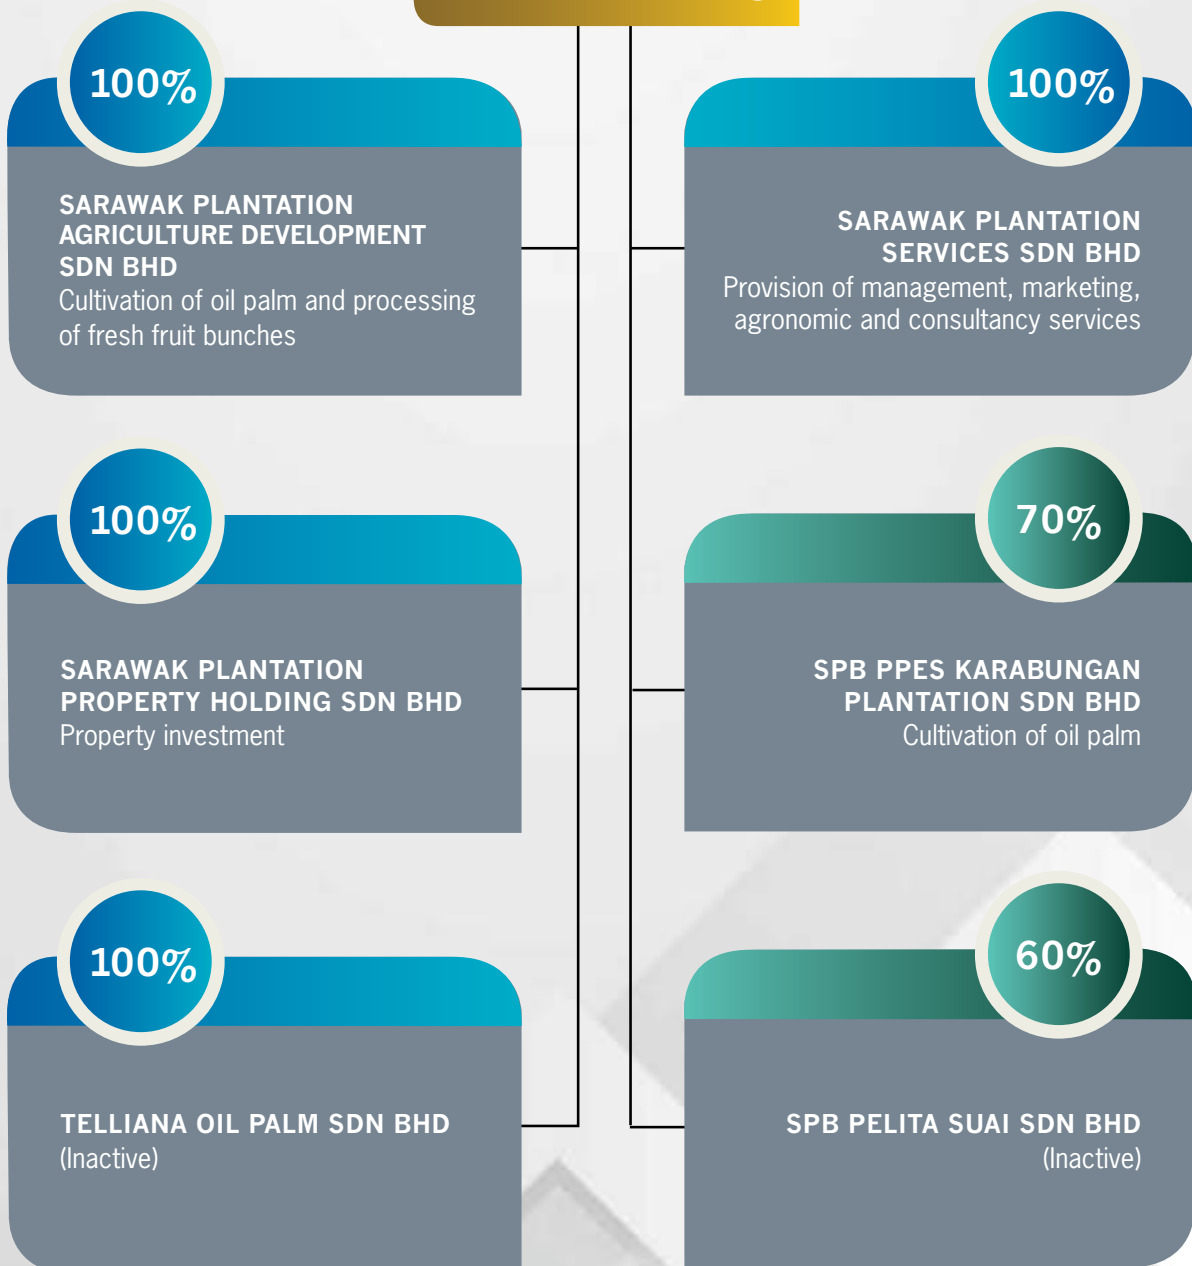 100%
SARAWAK PLANTATION
AGRICULTURE DEVELOPMENT
SDN BHD
Cultivation of oil palm and processing
of fresh fruit bunches
100%
SARAWAK PLANTATION
SERVICES SDN BHD
Provision of management, marketing,
agronomic and consultancy services
100%
SARAWAK PLANTATION
PROPERTY HOLDING SDN BHD
Property investment
70%
SPB PPES KARABUNGAN
PLANTATION SDN BHD
Cultivation of oil palm
100%
TELLIANA OIL PALM SDN BHD
(Inactive)
60%
SPB PELITA SUAI SDN BHD
(Inactive)